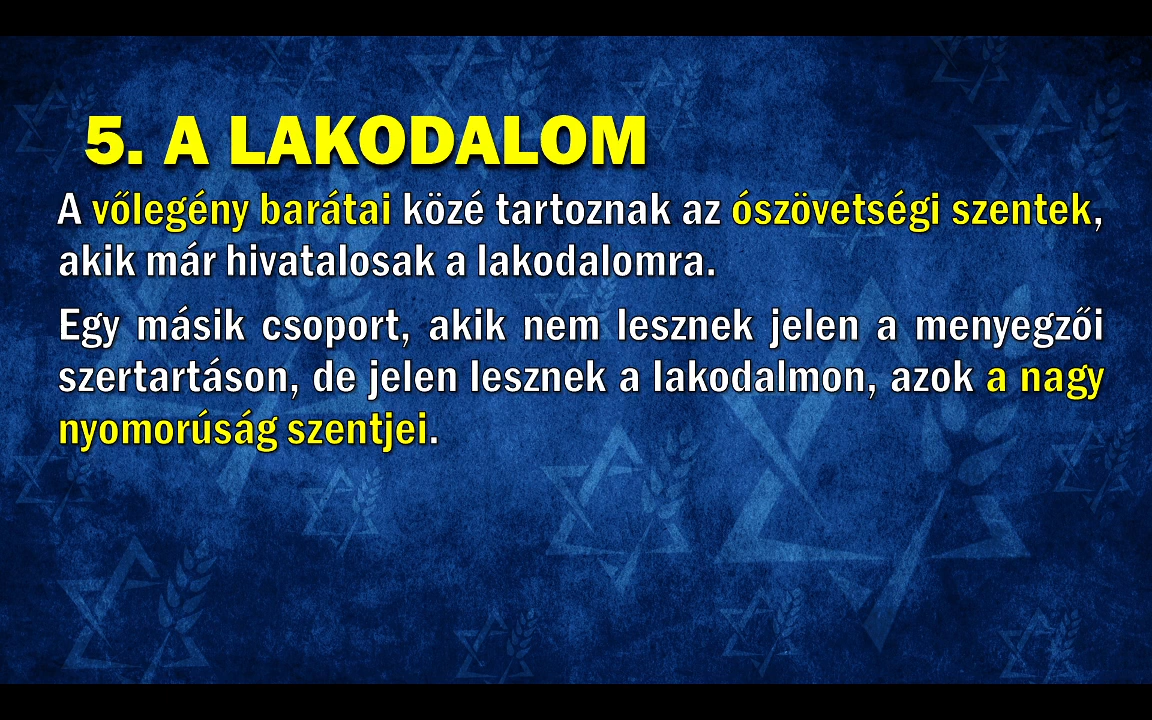 5. A LAKODALOM
A vőlegény barátai közé tartoznak az ószövetségi szentek,
akik már hivatalosak a lakodalomra.
Egy másik csoport, akik nem lesznek jelen a menyegzői
szertartáson, de jelen lesznek a lakodalmon, azok a nagy
nyomorúság szentjei.